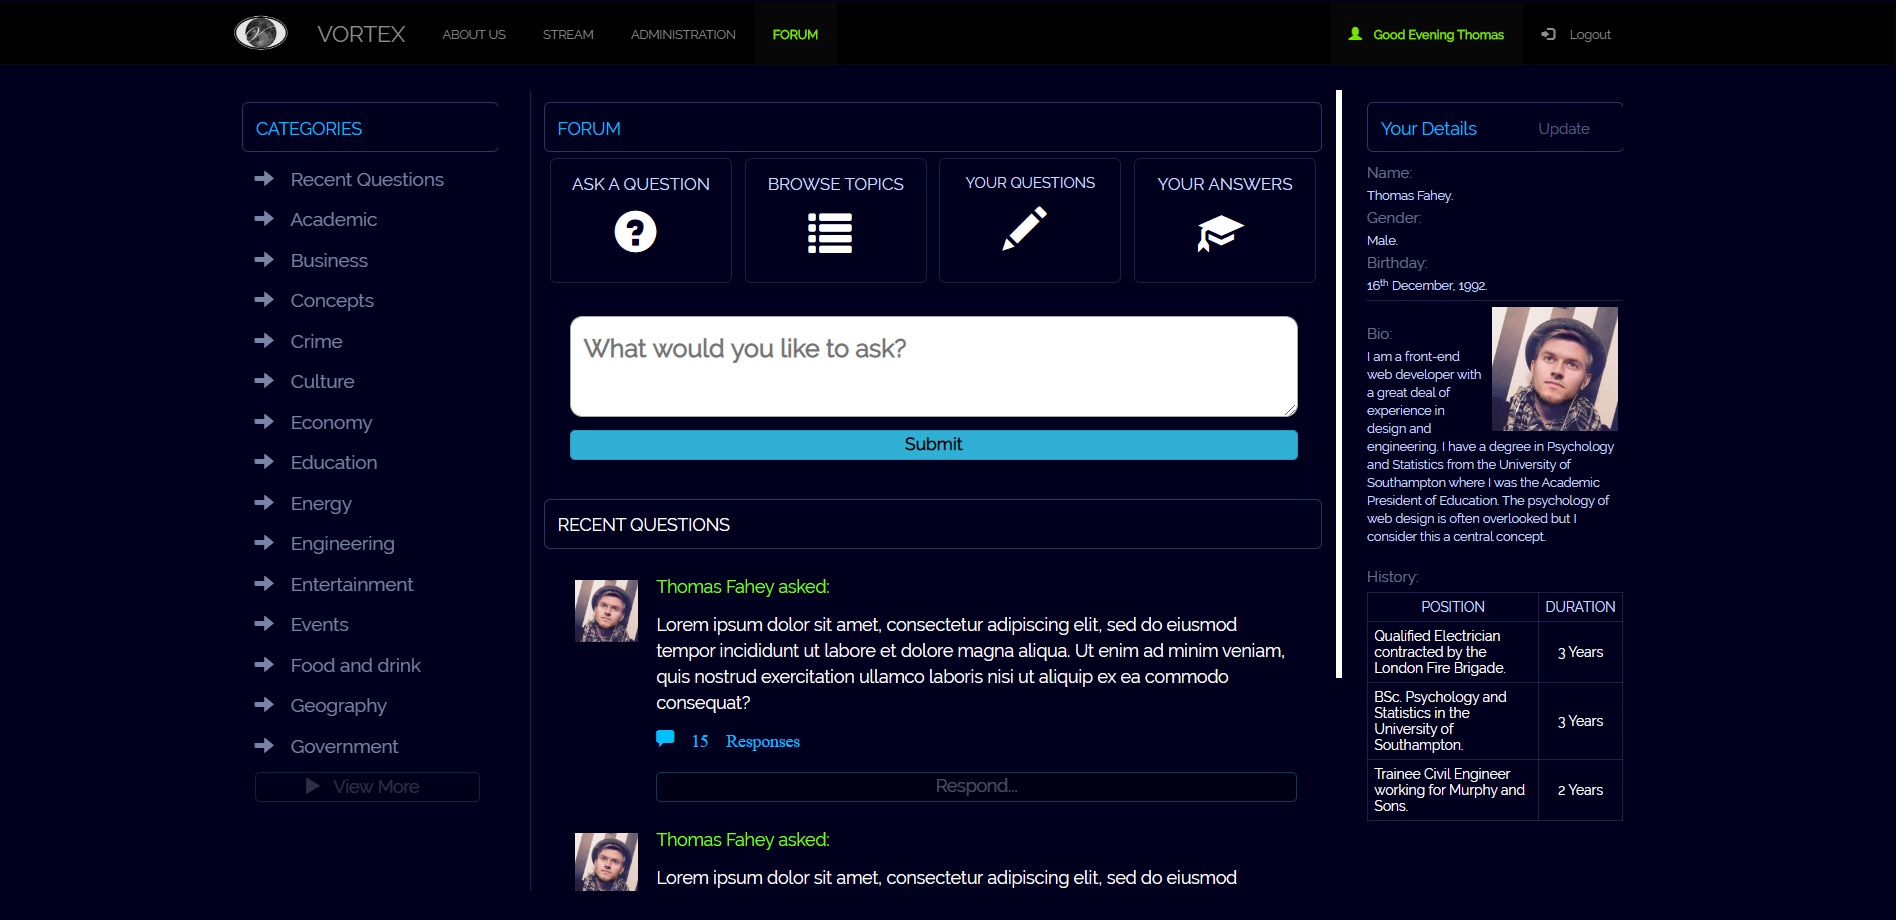 VORTEX
ABOUT US
STREAM
ADMINISTRATION
FORUM
Good Evening Thomas
Logout
CATEGORIES
Recent Questions
Academic
Business
Concepts
Crime
Culture
Economy
Education
Energy
Engineering
Entertainment
Events
Food and drink
Geography
Government
View More
FORUM
ASK A QUESTION
BROWSE TOPICS
YOUR QUESTIONS
YOUR ANSWERS
What would you like to ask?
Submit
RECENT QUESTIONS
Thomas Fahey asked:
Lorem ipsum dolor sit amet, consectetur adipiscing elit, sed do eiusmod
tempor incididunt ut labore et dolore magna aliqua. Ut enim ad minim veniam,
quis nostrud exercitation ullamco laboris nisi ut aliquip ex ea commodo
consequat?
15 Responses
Respond...
Thomas Fahey asked:
Lorem ipsum dolor sit amet, consectetur adipiscing elit, sed do eiusmod
Your Details
Update
Name:
Thomas Fahey.
Gender:
Male.
Birthday:
16th December, 1992.
Bio:
I am a front-end
web developer with
a great deal of
experience in
design and
engineering. I have a degree in Psychology
and Statistics from the University of
Southampton where I was the Academic
President of Education. The psychology of
web design is often overlooked but I
consider this a central concept.
History:
POSITION DURATION
Qualified Electrician
contracted by the
London Fire Brigade.
3 Years
BSc. Psychology and
Statistics in the
University of
Southampton.
3 Years
Trainee Civil Engineer
working for Murphy and
Sons.
2 Years